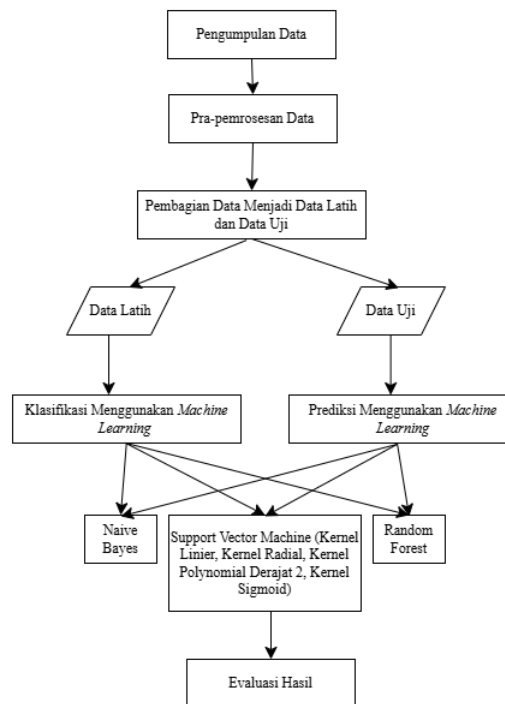 Pengumpulan Data
Pra-pemrosesan Data
Pembagian Data Menjadi Data Latih
dan Data Uji
Data Latih
Data Uji
Klasifikasi Menggunakan Machine
Learning
Prediksi Menggunakan Machine
Learning
Naive
Bayes
Support Vector Machine (Kernel
Linier, Kernel Radial, Kernel
Polynomial Derajat 2, Kernel
Sigmoid)
Random
Forest
Evaluasi Hasil